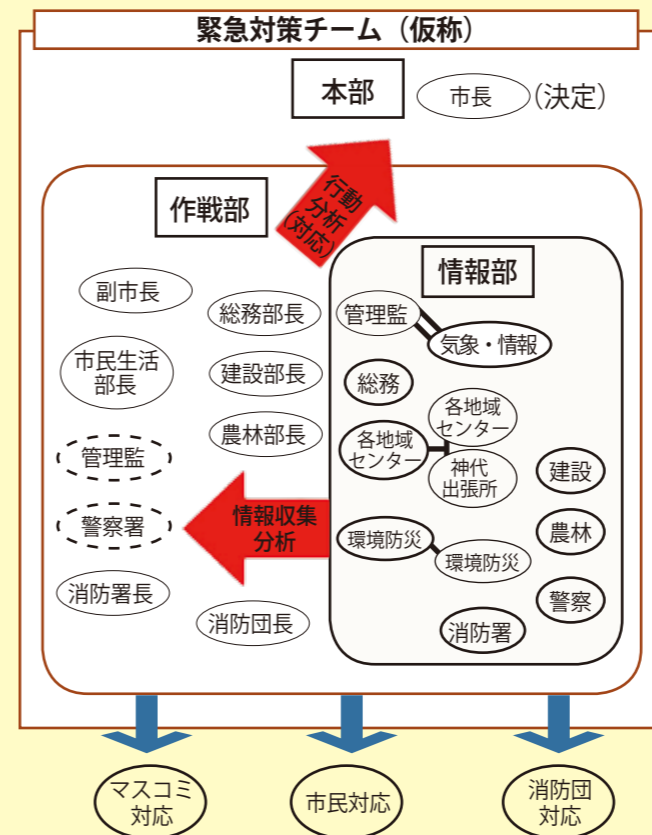 緊急対策チーム（仮称）
本部
市長
（決定）
行動
分析
（対応）
作戦部
副市長
市民生活
部長
管理監
警察署
消防署長
総務部長
建設部長
農林部長
消防団長
情報収集
分析
情報部
管理監
気象・情報
総務
各地域
センター
各地域
センター
神代
出張所
環境防災
環境防災
建設
農林
警察
消防署
マスコミ
対応
市民対応
消防団
対応